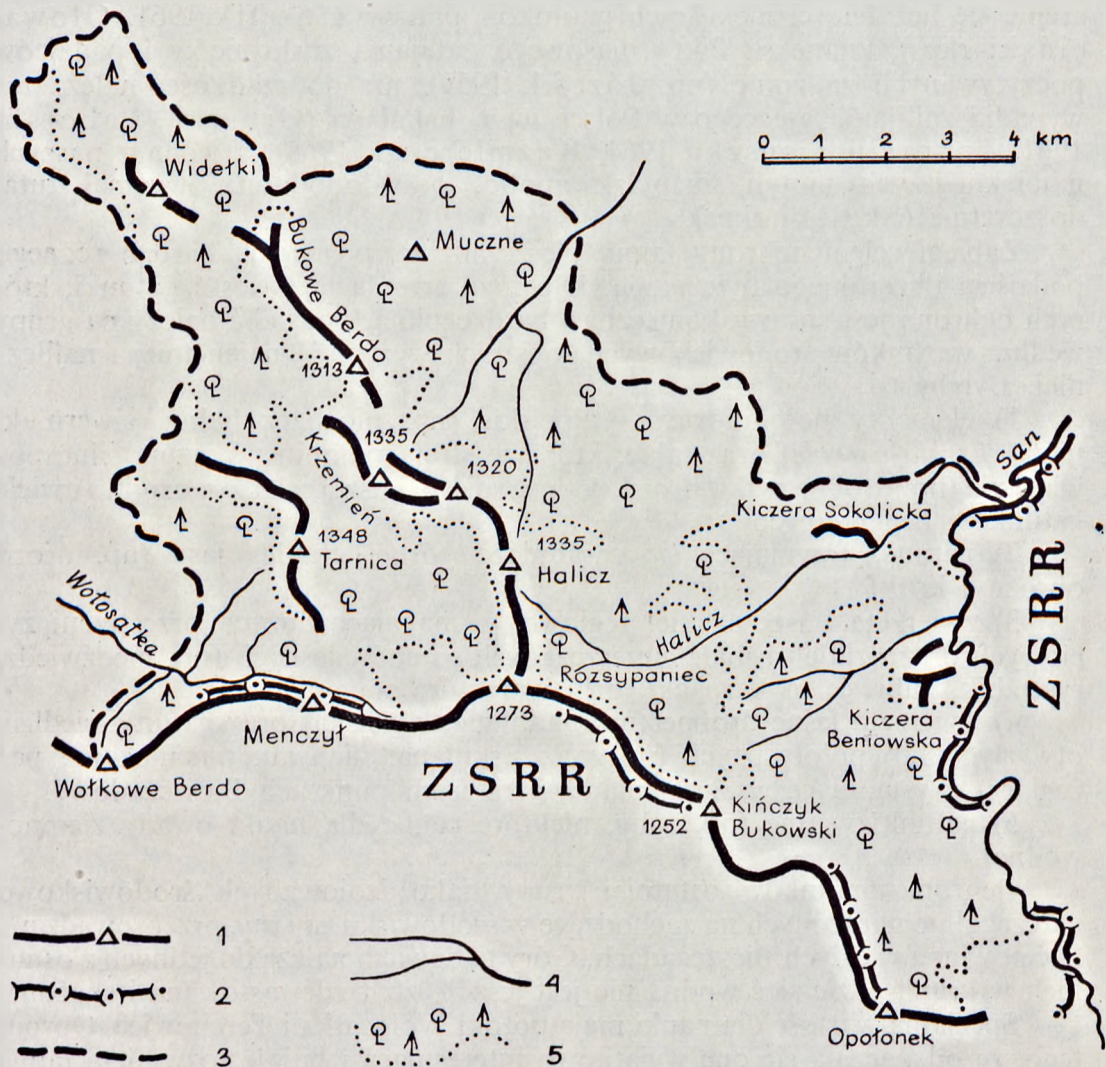 0 1 2 3 4 km
Widełki
Bukowe Berdo
Muczne
1313
1335
1320
Krzemień
San
Kiczera Sokolicka
1348
Tarnica
1335
Halicz
Wołosatka
Halicz
Rozsypaniec
1273
ZSRR
Menczył
Kiczera
Beniowska
ZSRR
Wołkowe Berdo
1252
Kińczyk
Bukowski
Opołonek
1
2
3
4
5